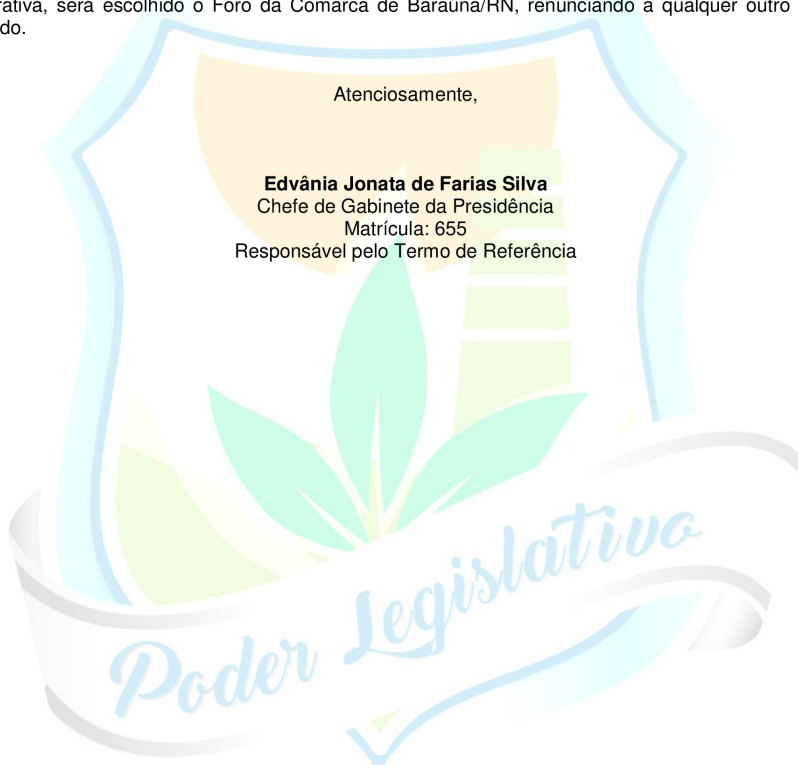 rativa, será escolhido o Foro da Comarca de Baraúna/RN, renunciando a qualquer outro
do.
Atenciosamente,
Edvânia Jonata de Farias Silva
Chefe de Gabinete da Presidência
Matrícula: 655
Responsável pelo Termo de Referência
Poder Legislativo